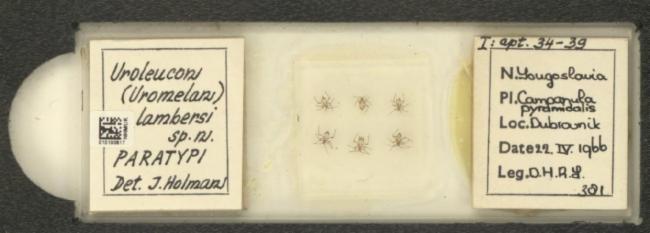 Uroleucon
(Uromelan)
lambersi
sp. n.
PARATYPI
Det. J. Holman
I: apt. 34-39
N. Yougoslavia
Pl. Campanula
pyramidalis
Loc. Dubrovnik
Date 22. IV. 1966
Leg. D.H.R.L.
381